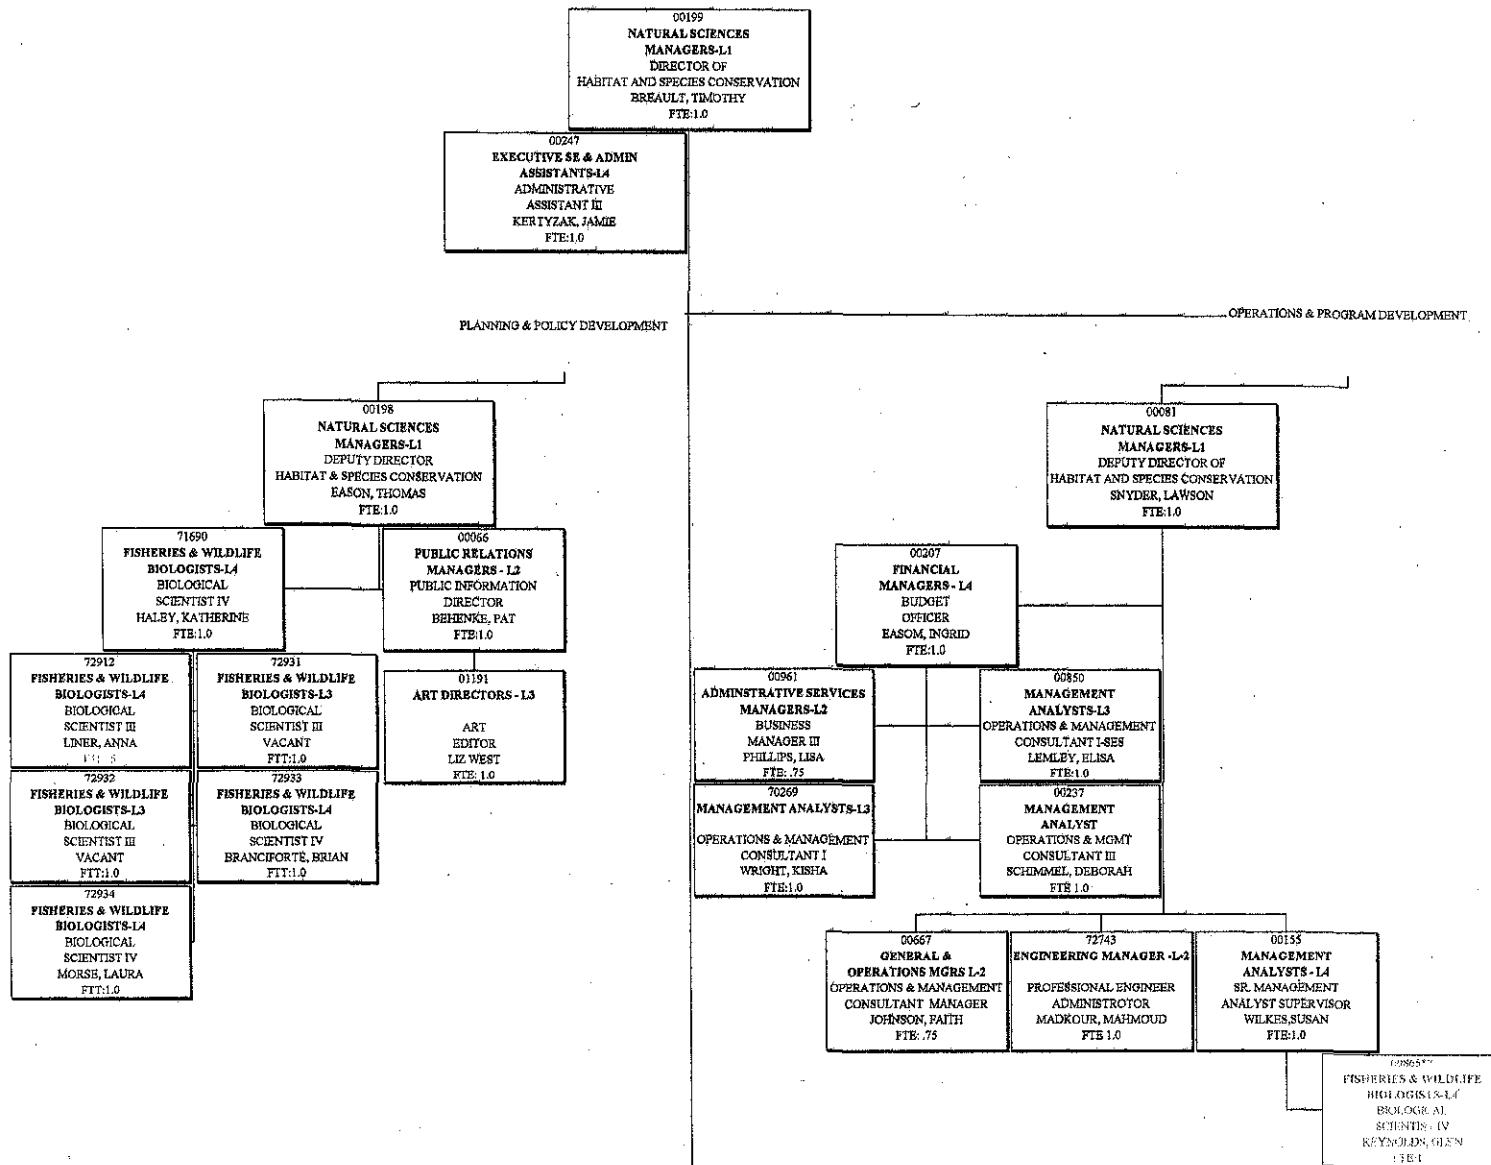 00199
NATURAL SCIENCES
MANAGERS-L1
DIRECTOR OF
HABITAT AND SPECIES CONSERVATION
BREAULT, TIMOTHY
FTE:1.0
00247
EXECUTIVE SE & ADMIN
ASSISTANTS-L4
ADMINISTRATIVE
ASSISTANT III
KERTYZAK, JAMIE
FTE:1.0
PLANNING & POLICY DEVELOPMENT
OPERATIONS & PROGRAM DEVELOPMENT
00198
NATURAL SCIENCES
MANAGERS-L1
DEPUTY DIRECTOR
HABITAT & SPECIES CONSERVATION
EASON, THOMAS
FTE:1.0
71690
FISHERIES & WILDLIFE
BIOLOGISTS-L4
BIOLOGICAL
SCIENTIST IV
HALEY, KATHERINE
FTE:1.0
00066
PUBLIC RELATIONS
MANAGERS - L2
PUBLIC INFORMATION
DIRECTOR
BEHENKE, PAT
FTE:1.0
72912
FISHERIES & WILDLIFE
BIOLOGISTS-L4
BIOLOGICAL
SCIENTIST III
LINER, ANNA
72931
FISHERIES & WILDLIFE
BIOLOGISTS-L3
BIOLOGICAL
SCIENTIST III
VACANT
FTT:1.0
01191
ART DIRECTORS - L3
ART
EDITOR
LIZ WEST
FTE: 1.0
72932
FISHERIES & WILDLIFE
BIOLOGISTS-L3
BIOLOGICAL
SCIENTIST III
VACANT
FTT:1.0
72933
FISHERIES & WILDLIFE
BIOLOGISTS-L4
BIOLOGICAL
SCIENTIST IV
BRANCIFORTE, BRIAN
FTT:1.0
72934
FISHERIES & WILDLIFE
BIOLOGISTS-L4
BIOLOGICAL
SCIENTIST IV
MORSE, LAURA
FTT:1.0
00081
NATURAL SCIENCES
MANAGERS-L1
DEPUTY DIRECTOR OF
HABITAT AND SPECIES CONSERVATION
SNYDER, LAWSON
FTE:1.0
00207
FINANCIAL
MANAGERS - L4
BUDGET
OFFICER
EASOM, INGRID
FTE:1.0
00961
ADMINSTRATIVE SERVICES
MANAGERS-L2
BUSINESS
MANAGER III
PHILLIPS, LISA
FTE: .75
00850
MANAGEMENT
ANALYSTS-L3
OPERATIONS & MANAGEMENT
CONSULTANT I-SES
LEMLEY, ELISA
FTE:1.0
70269
MANAGEMENT ANALYSTS-L3
OPERATIONS & MANAGEMENT
CONSULTANT I
WRIGHT, KISHA
FTE:1.0
00237
MANAGEMENT
ANALYST
OPERATIONS & MGMT
CONSULTANT III
SCHIMMEL, DEBORAH
FTE 1.0
00667
GENERAL &
OPERATIONS MGRS L-2
OPERATIONS & MANAGEMENT
CONSULTANT MANAGER
JOHNSON, FAITH
FTE: .75
72743
ENGINEERING MANAGER -L-2
PROFESSIONAL ENGINEER
ADMINISTROTOR
MADKOUR, MAHMOUD
FTE 1.0
00155
MANAGEMENT
ANALYSTS - L4
SR. MANAGEMENT
ANALYST SUPERVISOR
WILKES,SUSAN
FTE:1.0
FISHERIES & WILDLIFE
BIOLOGISTS-L4
BIOLOGICAL
IV
REYNOLDS, GLEN